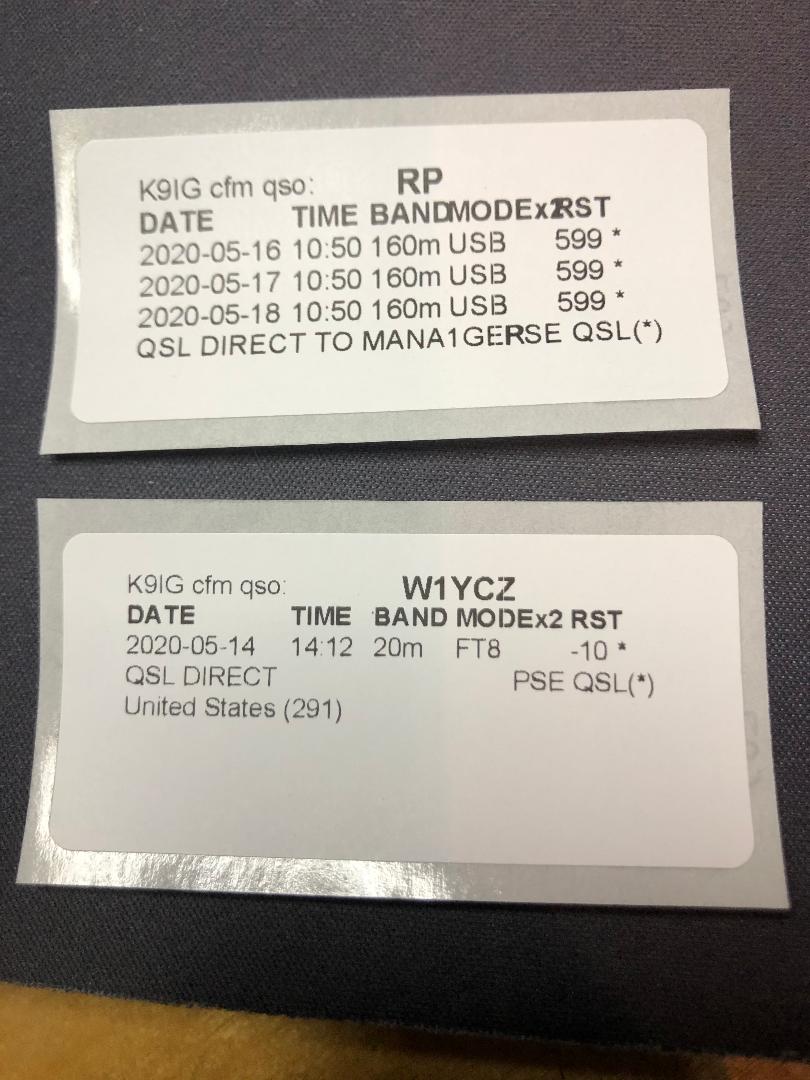 K9IG cfm qso: RP
DATE TIME BANDMODEx2RST
2020-05-16 10:50 160m USB 599 *
2020-05-17 10:50 160m USB 599 *
2020-05-18 10:50 160m USB 599 *
QSL DIRECT TO MANA1GERSE QSL(*)
K9IG cfm qso: W1YCZ
DATE TIME BAND MODEx2 RST
2020-05-14 14:12 20m FT8 -10 *
QSL DIRECT PSE QSL(*)
United States (291)